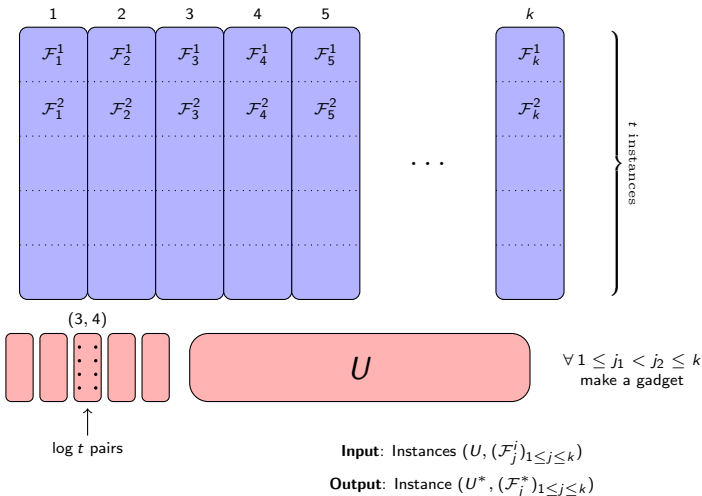 1 2 3 4 5 k
ℱ₁¹ ℱ₂¹ ℱ₃¹ ℱ₄¹ ℱ₅¹ ℱₖ¹
ℱ₁² ℱ₂² ℱ₃² ℱ₄² ℱ₅² ℱₖ²
. . .
t instances
(3, 4)
U
∀ 1 ≤ j₁ < j₂ ≤ k
make a gadget
log t pairs
Input: Instances (U, (ℱⱼⁱ)₁≤ⱼ≤ₖ)
Output: Instance (U*, (ℱⱼ*)₁≤ⱼ≤ₖ)